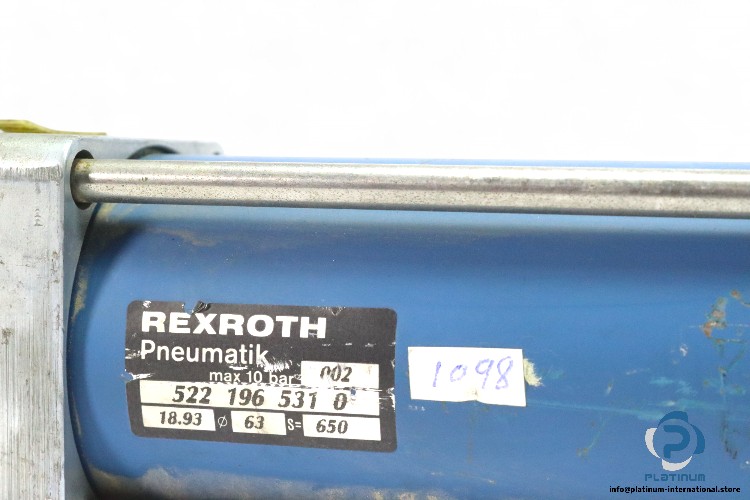 REXROTH
Pneumatik
max 10 bar 002
522 196 531 0
18.93 ø 63 S= 650
1098
PLATINUM
info@platinum-international.store